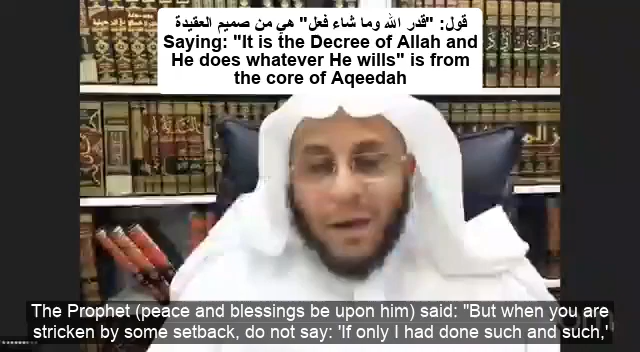 قول: "قدر الله وما شاء فعل" هي من صميم العقيدة
Saying: "It is the Decree of Allah and
He does whatever He wills" is from
the core of Aqeedah
The Prophet (peace and blessings be upon him) said: "But when you are
stricken by some setback, do not say: 'If only I had done such and such,'